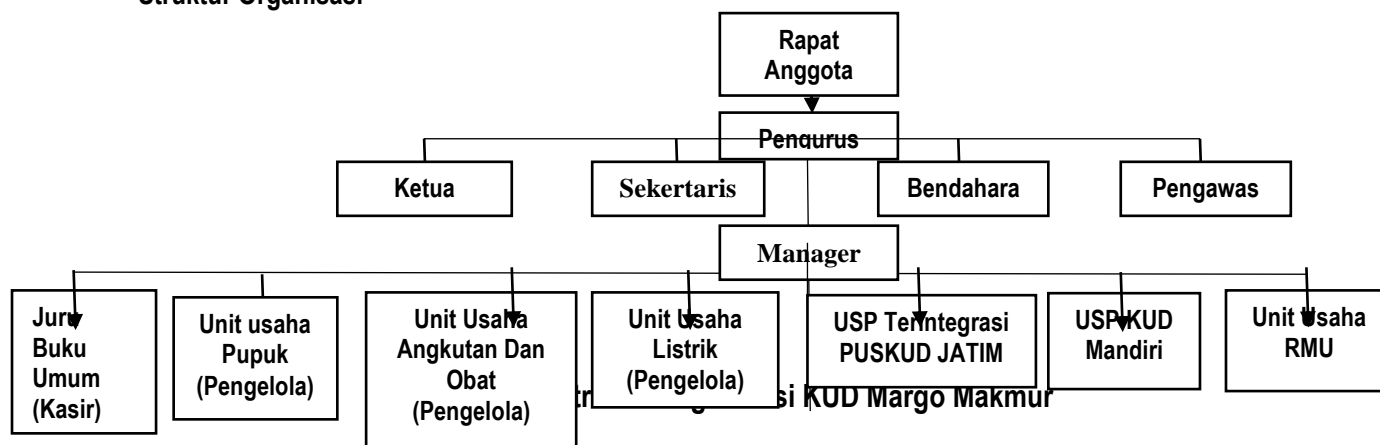 Struktur Organisasi
Rapat
Anggota
Pengurus
Ketua
Sekertaris
Bendahara
Pengawas
Manager
Juru
Buku
Umum
(Kasir)
Unit usaha
Pupuk
(Pengelola)
Unit Usaha
Angkutan Dan
Obat
(Pengelola)
Unit Usaha
Listrik
(Pengelola)
USP Terintegrasi
PUSKUD JATIM
USP KUD
Mandiri
Unit Usaha
RMU
KUD Margo Makmur